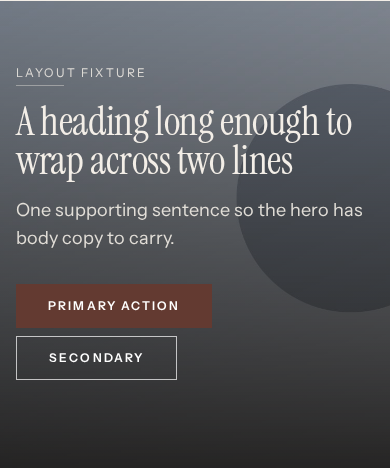 LAYOUT FIXTURE
A heading long enough to
wrap across two lines
One supporting sentence so the hero has
body copy to carry.
PRIMARY ACTION
SECONDARY